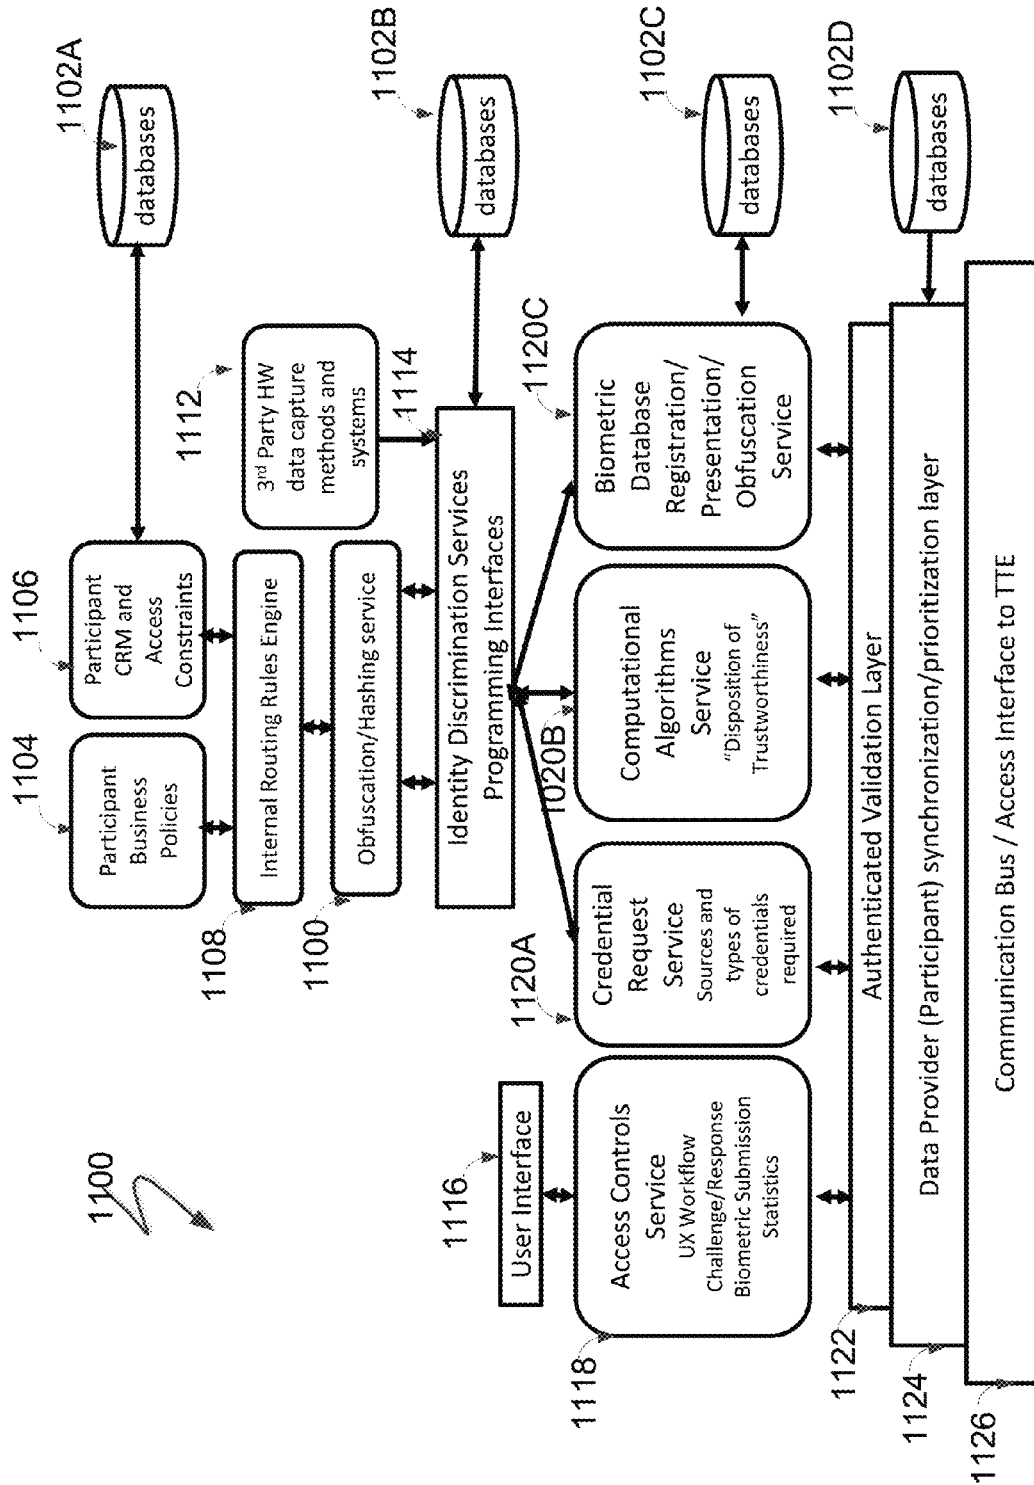 1100
1104
Participant
Business
Policies
1106
Participant
CRM and
Access
Constraints
1102A
databases
1108
Internal Routing Rules Engine
1112
3rd Party HW
data capture
methods and
systems
1100
Obfuscation/Hashing service
1114
Identity Discrimination Services
Programming Interfaces
1102B
databases
1116
User Interface
1118
Access Controls
Service
UX Workflow
Challenge/Response
Biometric Submission
Statistics
1120A
Credential
Request
Service
Sources and
types of
credentials
required
1020B
Computational
Algorithms
Service
“Disposition of
Trustworthiness”
1120C
Biometric
Database
Registration/
Presentation/
Obfuscation
Service
1102C
databases
1122
Authenticated Validation Layer
1124
Data Provider (Participant) synchronization/prioritization layer
1102D
databases
1126
Communication Bus / Access Interface to TTE